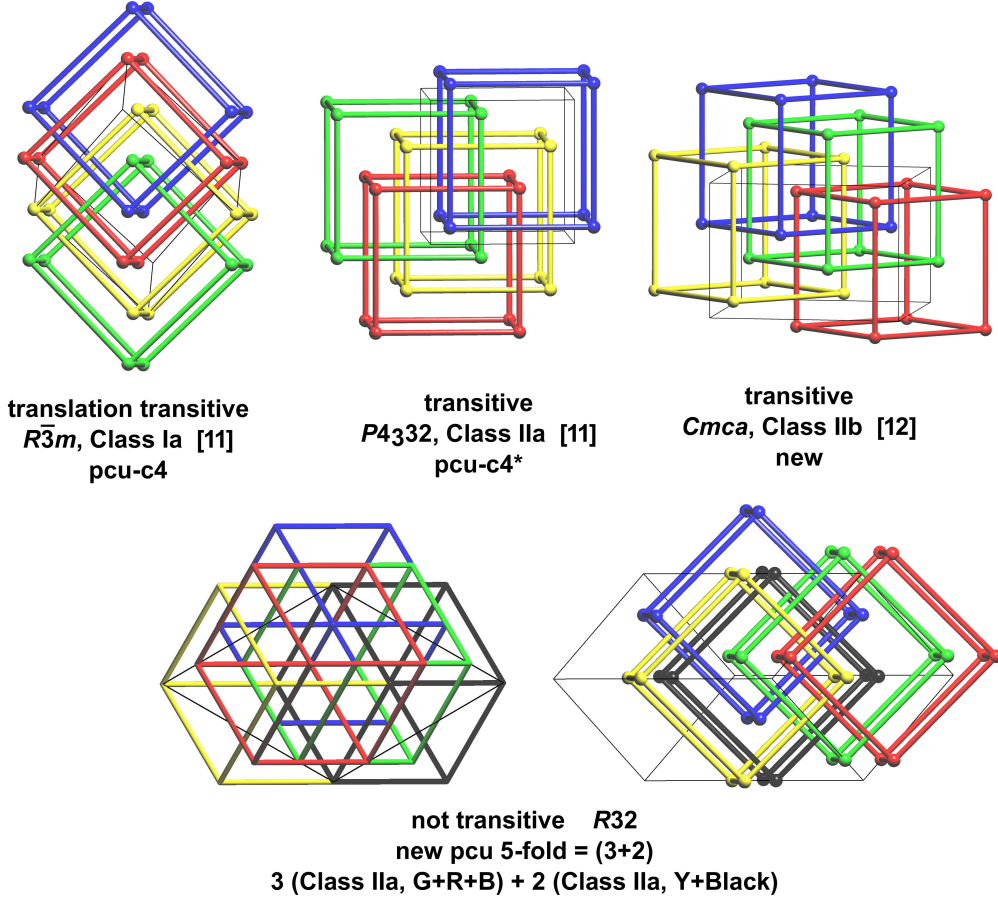 translation transitive
R3̅m, Class Ia [11]
pcu-c4
transitive
P4₃32, Class IIa [11]
pcu-c4*
transitive
Cmca, Class IIb [12]
new
not transitive R32
new pcu 5-fold = (3+2)
3 (Class IIa, G+R+B) + 2 (Class IIa, Y+Black)